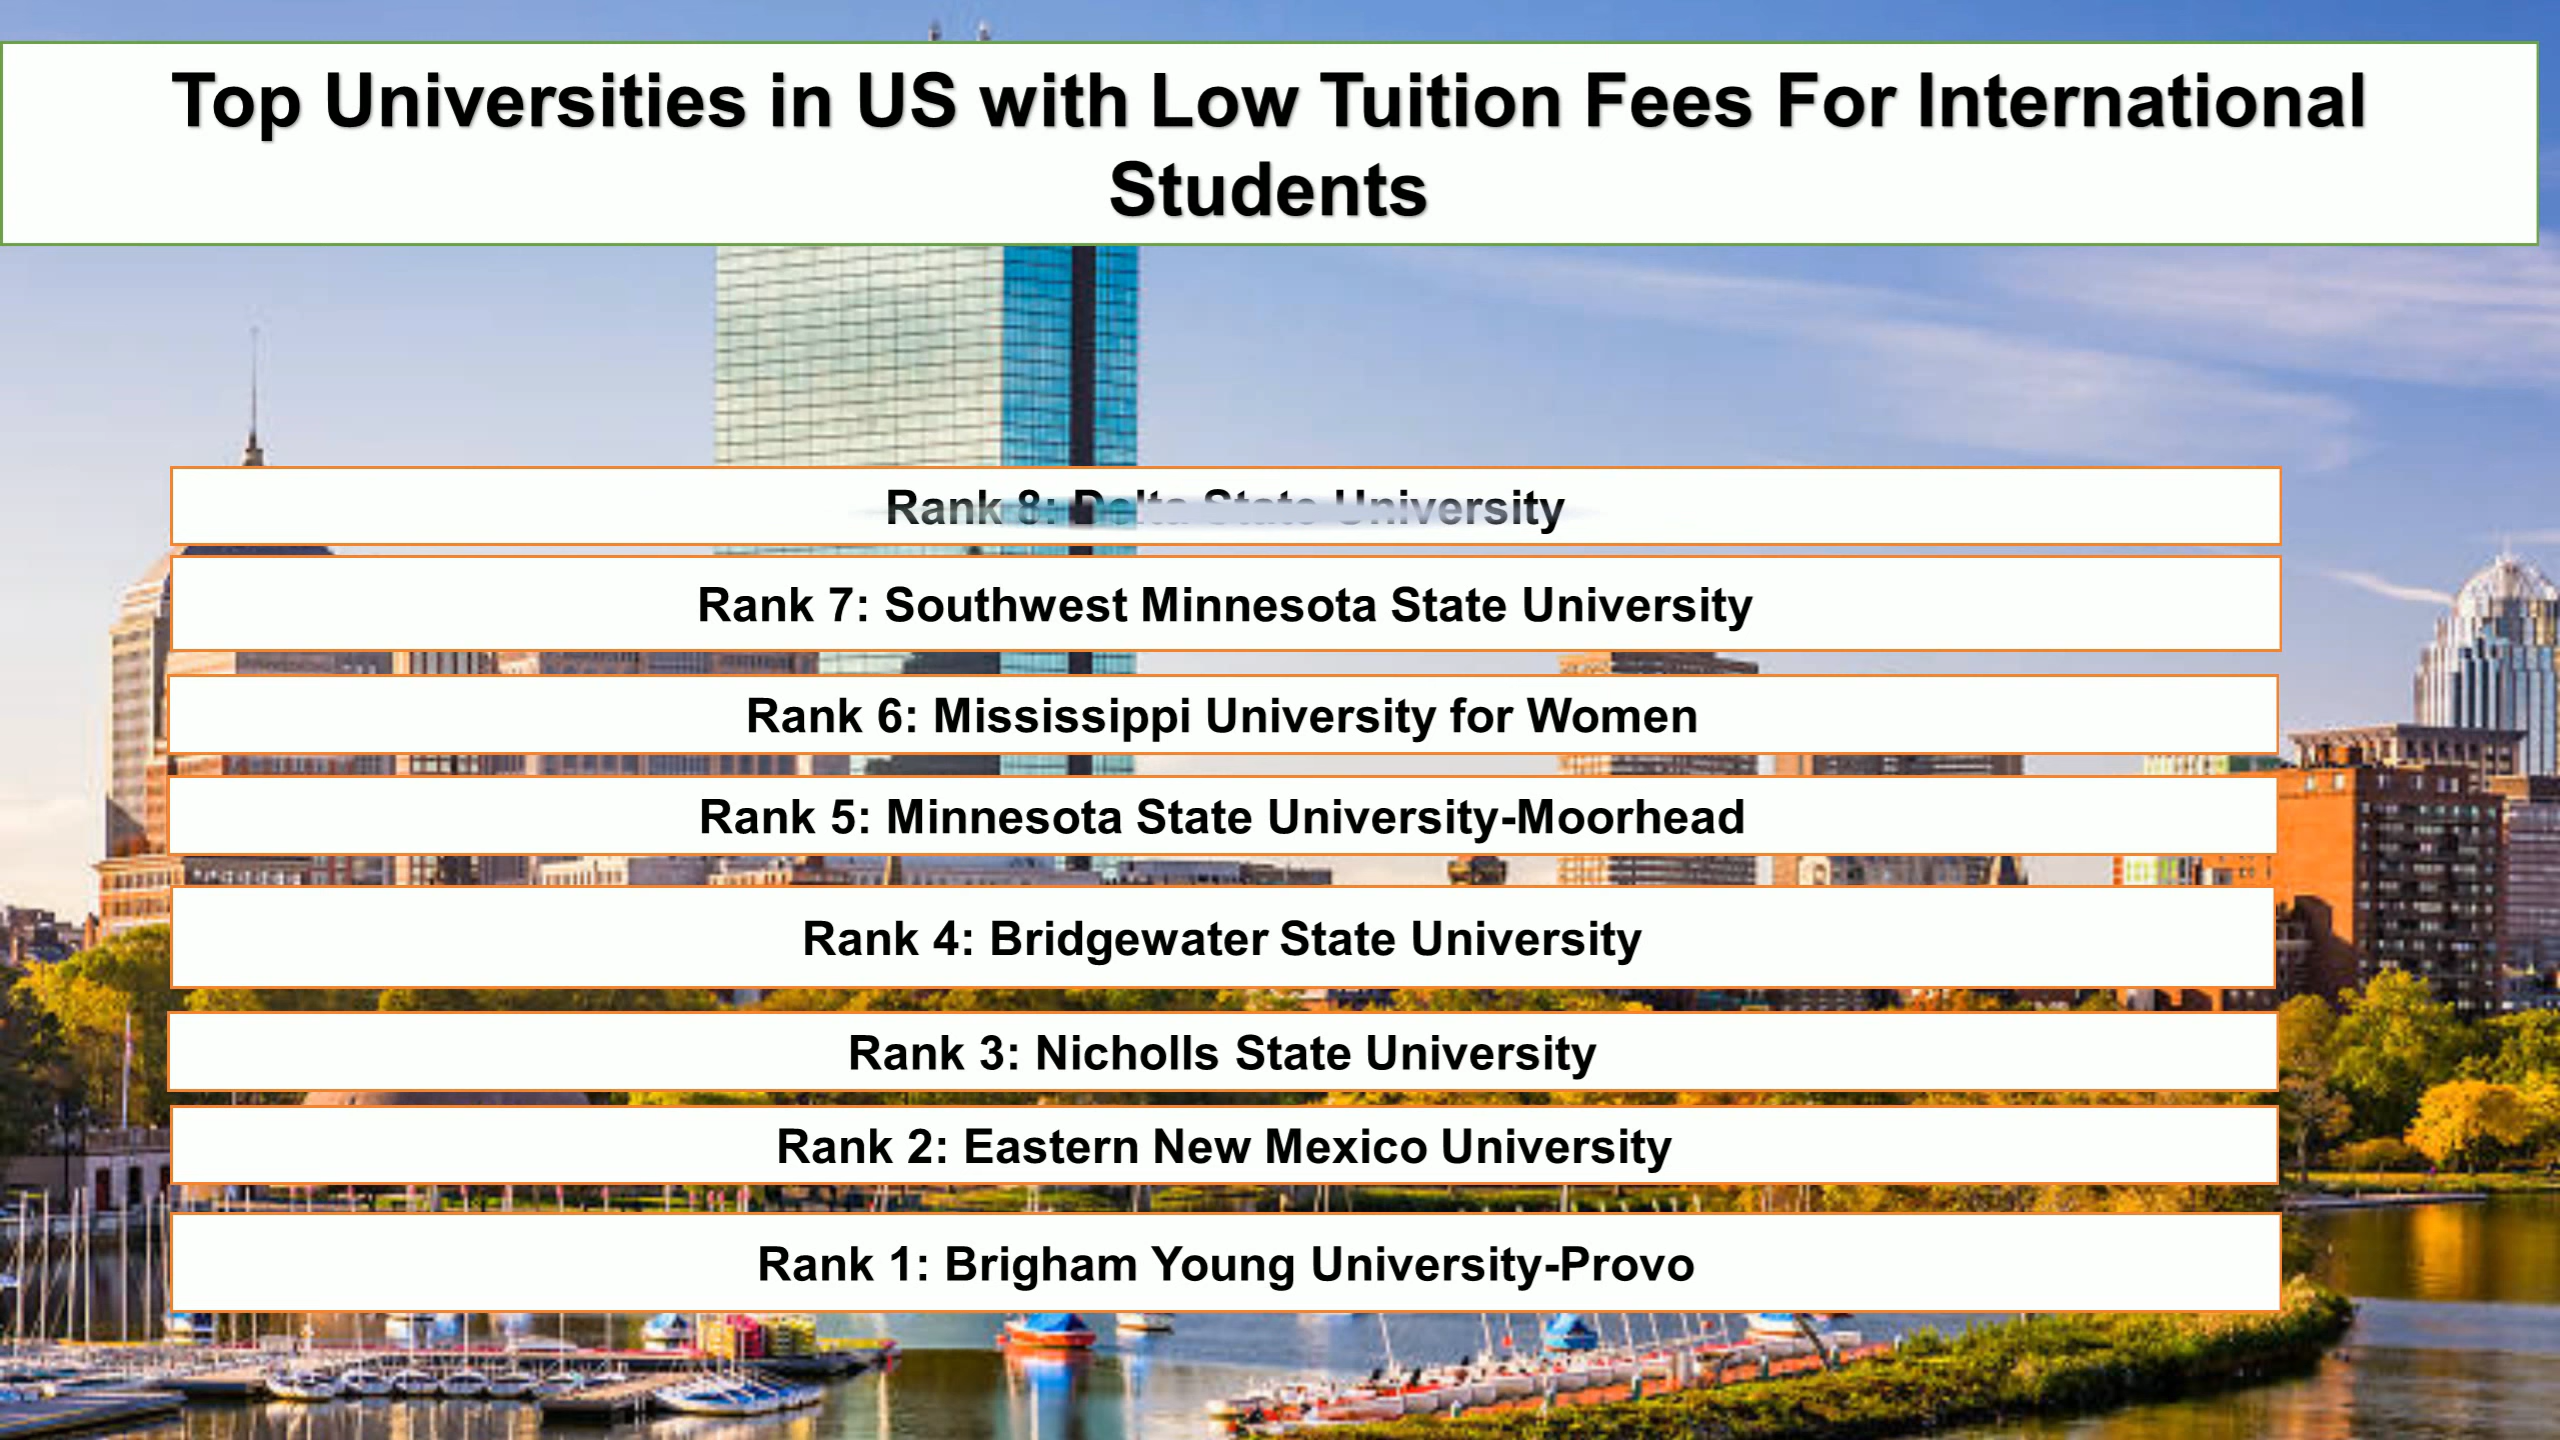 Top Universities in US with Low Tuition Fees For International
Students
Rank 8: Delta State University
Rank 7: Southwest Minnesota State University
Rank 6: Mississippi University for Women
Rank 5: Minnesota State University-Moorhead
Rank 4: Bridgewater State University
Rank 3: Nicholls State University
Rank 2: Eastern New Mexico University
Rank 1: Brigham Young University-Provo